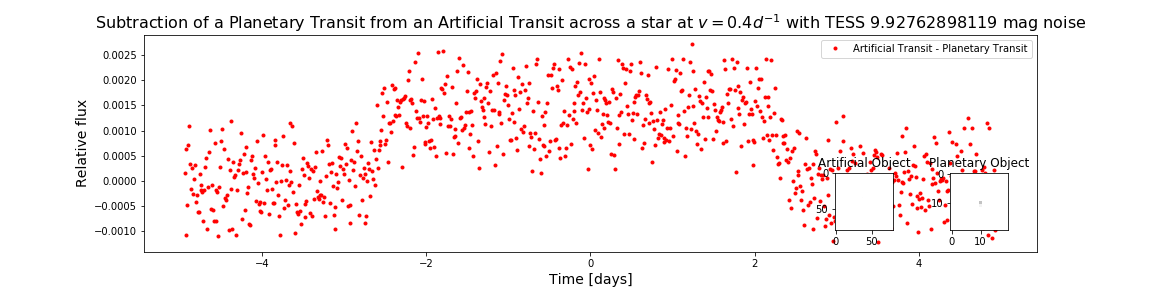 Subtraction of a Planetary Transit from an Artificial Transit across a star at v = 0.4d⁻¹ with TESS 9.92762898119 mag noise
Artificial Transit - Planetary Transit
Relative flux
0.0025
0.0020
0.0015
0.0010
0.0005
0.0000
−0.0005
−0.0010
Artificial Object
0
50
0 50
Planetary Object
0
10
0 10
−4 −2 0 2 4
Time [days]